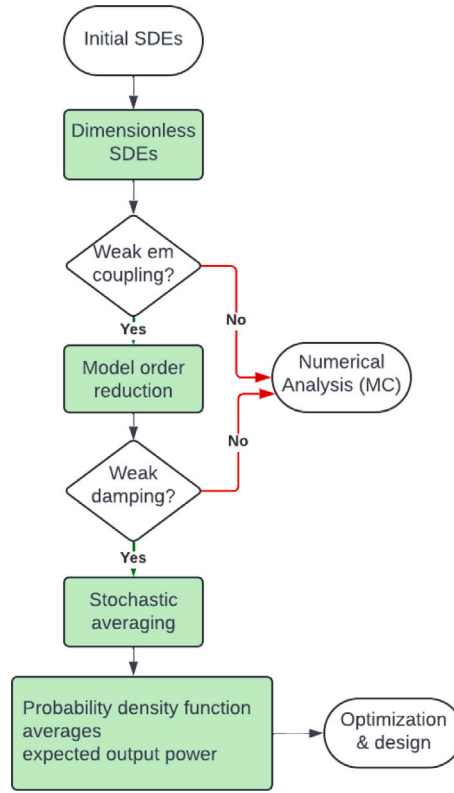 Initial SDEs
Dimensionless
SDEs
Weak em
coupling?
No
Yes
Model order
reduction
Numerical
Analysis (MC)
No
Weak
damping?
Yes
Stochastic
averaging
Probability density function
averages
expected output power
Optimization
& design